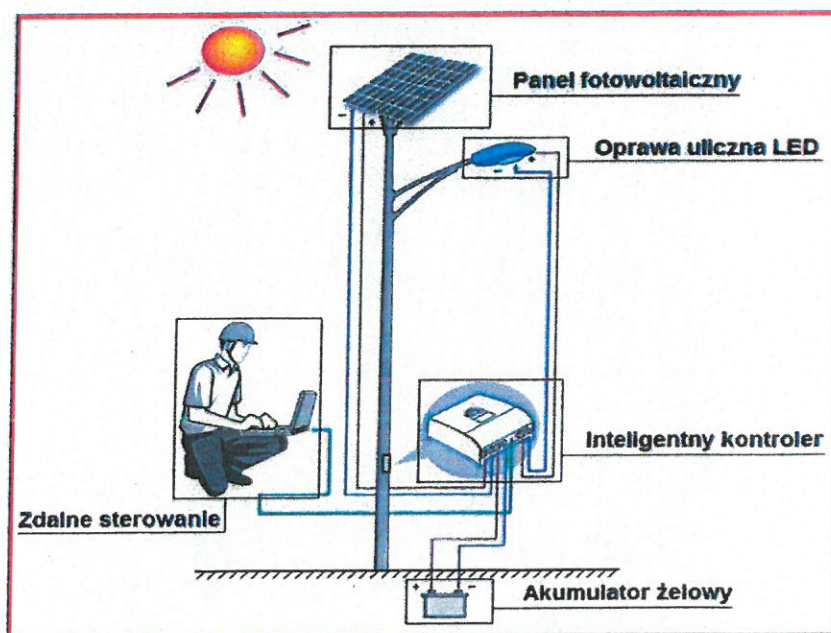 Panel fotowoltaiczny
Oprawa uliczna LED
Inteligentny kontroler
Zdalne sterowanie
Akumulator żelowy